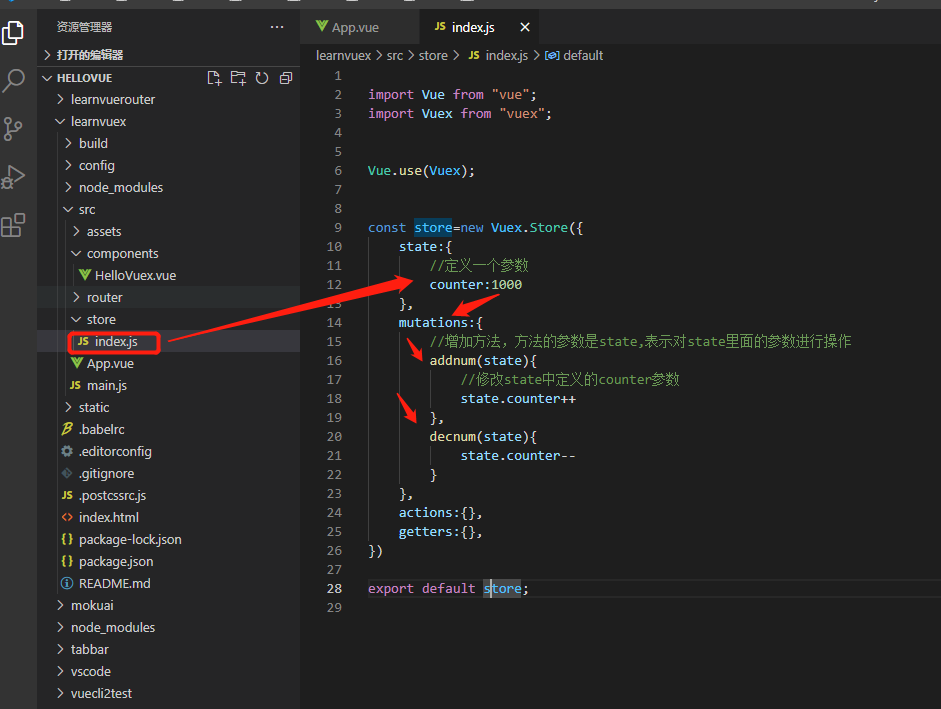 资源管理器
···
打开的编辑器
HELLOVUE
learnvuerouter
learnvuex
build
config
node_modules
src
assets
components
HelloVuex.vue
router
store
JS index.js
App.vue
JS main.js
static
.babelrc
.editorconfig
.gitignore
JS .postcssrc.js
<> index.html
{} package-lock.json
{} package.json
README.md
mokuai
node_modules
tabbar
vscode
vuecli2test
App.vue
JS index.js ×
learnvuex > src > store > JS index.js > default
1
2 import Vue from "vue";
3 import Vuex from "vuex";
4
5
6 Vue.use(Vuex);
7
8
9 const store=new Vuex.Store({
10 state:{
11 //定义一个参数
12 counter:1000
13 },
14 mutations:{
15 //增加方法，方法的参数是state,表示对state里面的参数进行操作
16 addnum(state){
17 //修改state中定义的counter参数
18 state.counter++
19 },
20 decnum(state){
21 state.counter--
22 }
23 },
24 actions:{},
25 getters:{},
26 })
27
28 export default store;
29